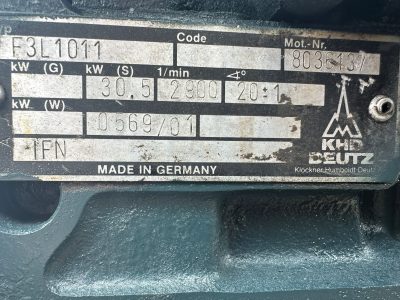 F3L1011 Code Mot.-Nr.
kW (G) kW (S) 1/min
30.5 2900 20:1
kW (W)
0569/01
IFN
KHD
DEUTZ
Klöckner-Humboldt-Deutz
MADE IN GERMANY